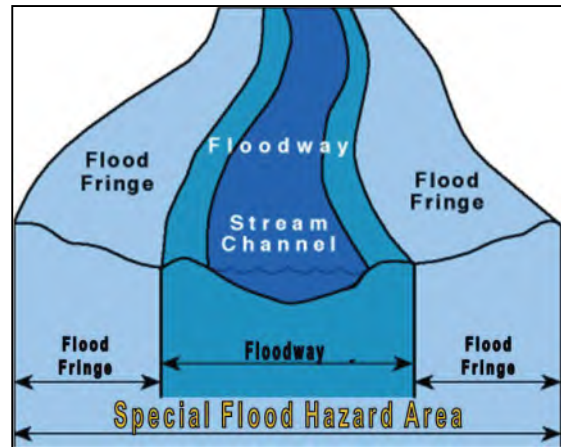 Floodway
Flood
Fringe
Flood
Fringe
Stream
Channel
Flood
Fringe
Floodway
Flood
Fringe
Special Flood Hazard Area